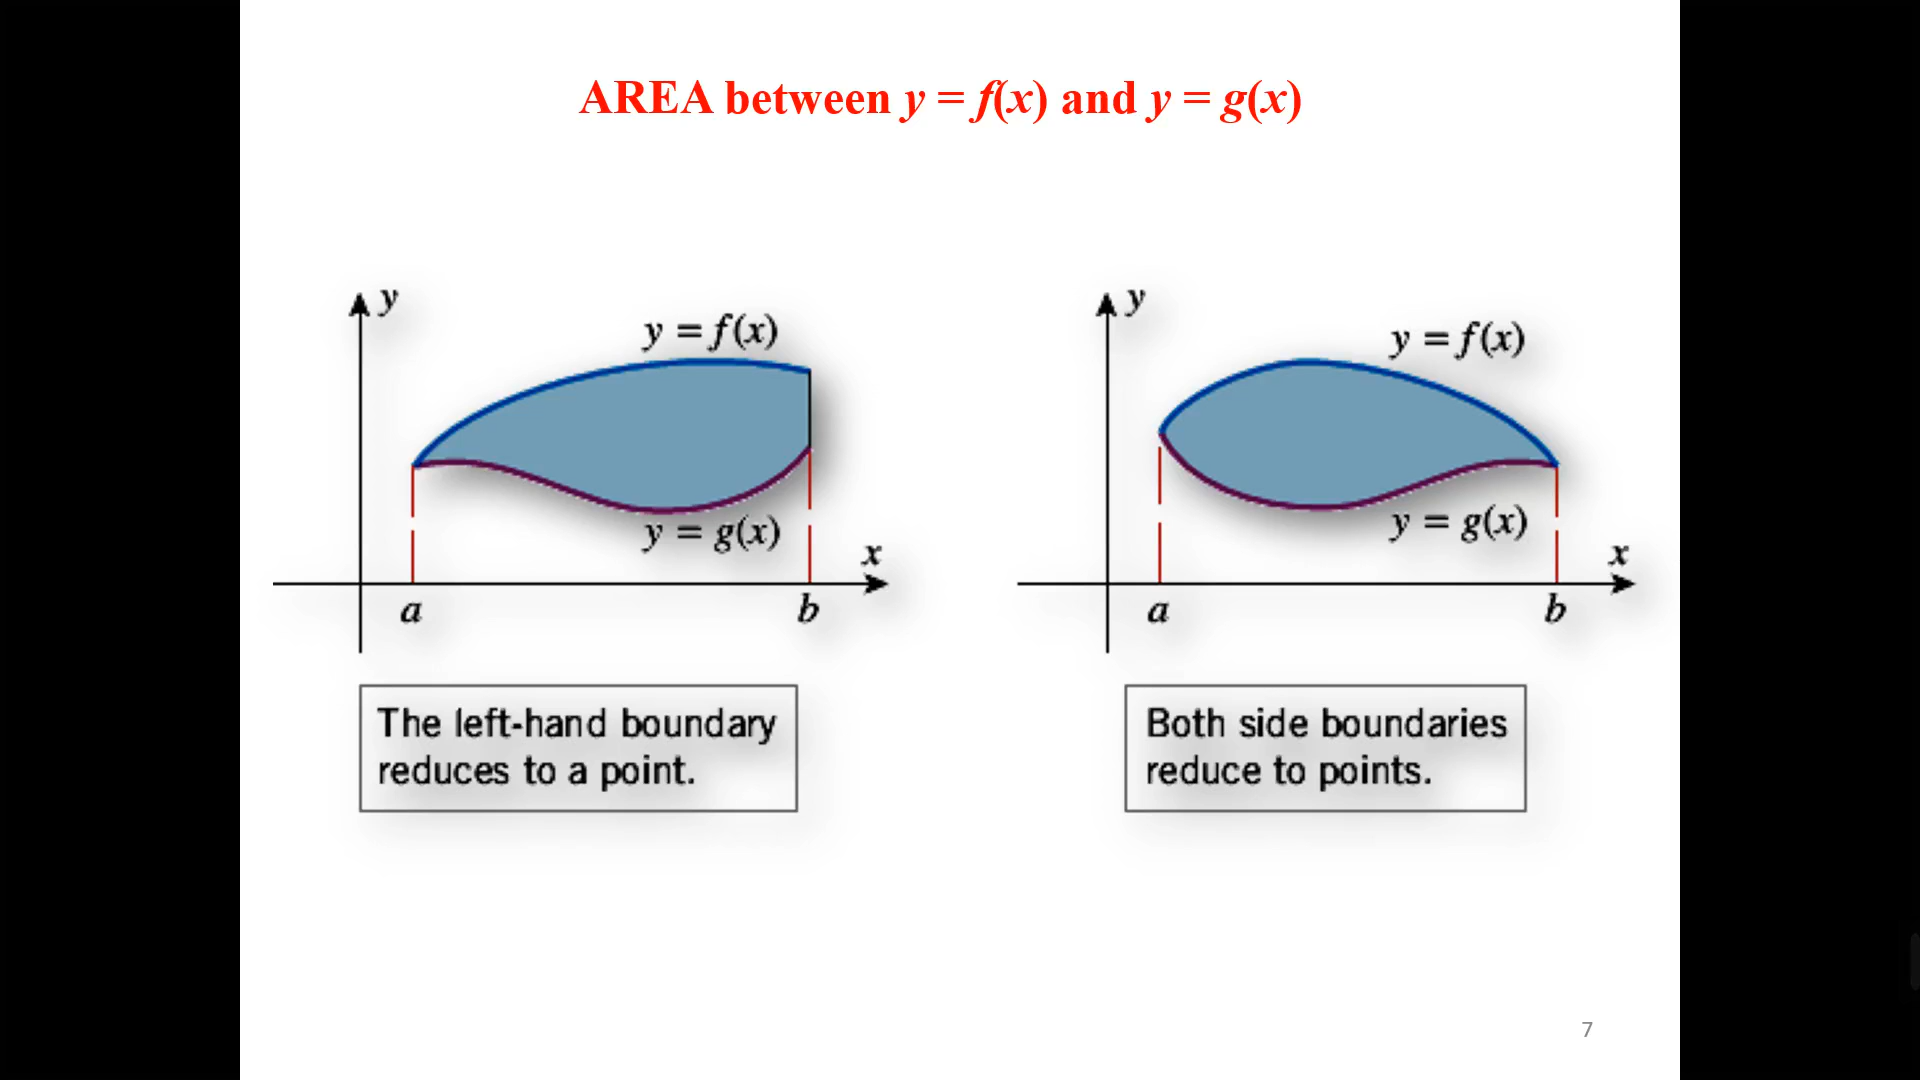 AREA between y = f(x) and y = g(x)
y
y = f(x)
y = g(x)
x
a
b
The left-hand boundary
reduces to a point.
y
y = f(x)
y = g(x)
x
a
b
Both side boundaries
reduce to points.
7